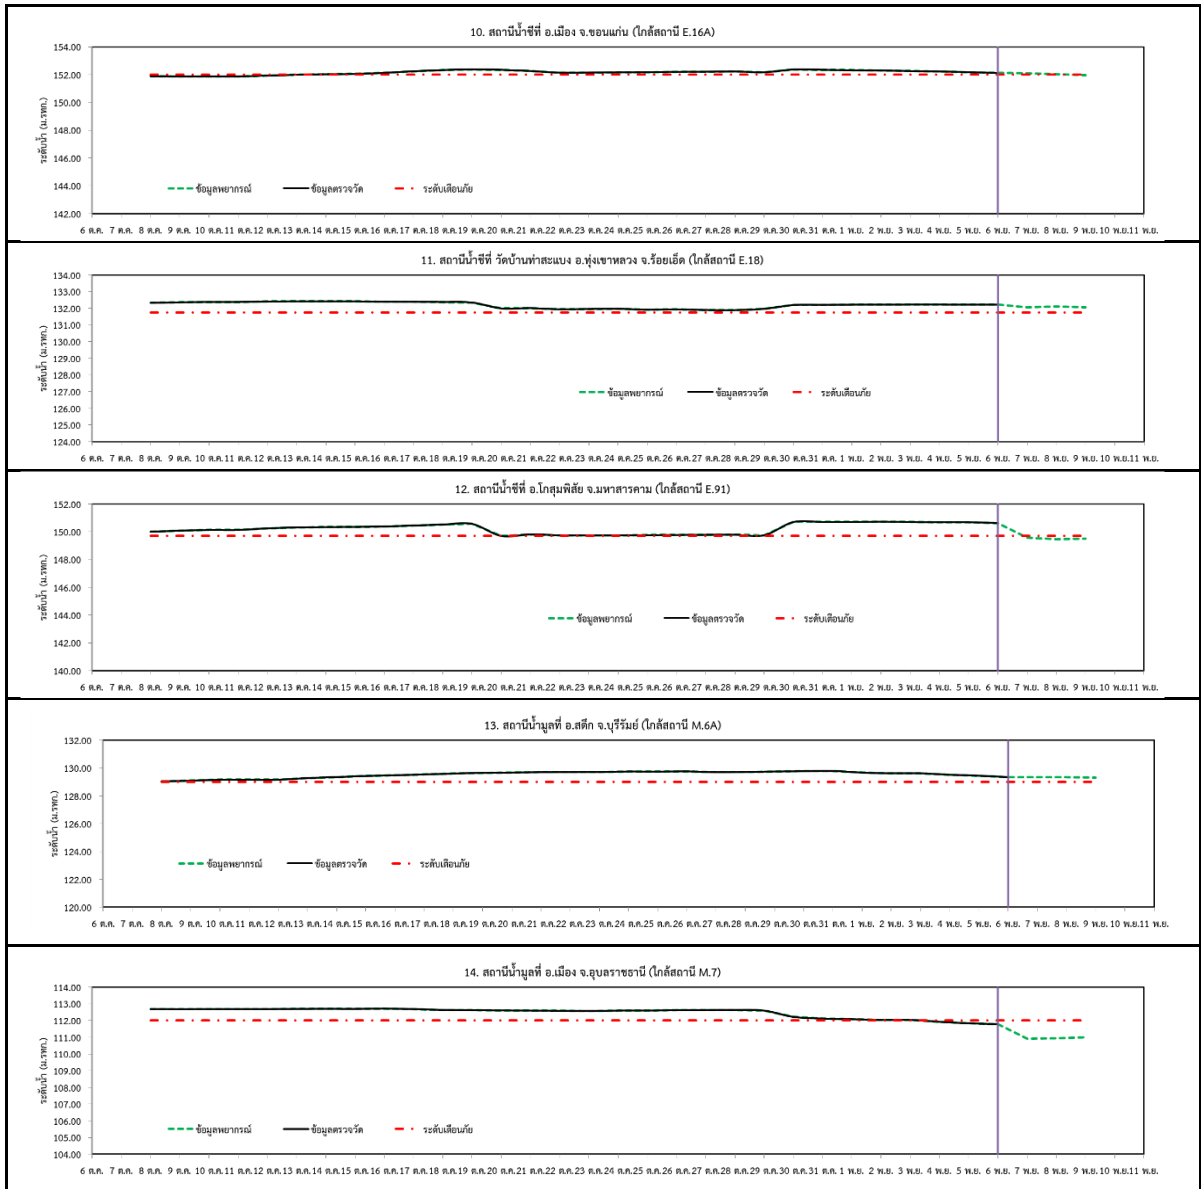 10. สถานีน้ำชีที่ อ.เมือง จ.ขอนแก่น (ใกล้สถานี E.16A)
ระดับน้ำ (ม.รทก.)
154.00
152.00
150.00
148.00
146.00
144.00
142.00
ข้อมูลพยากรณ์ ข้อมูลตรวจวัด ระดับเตือนภัย
6 ต.ค. 7 ต.ค. 8 ต.ค. 9 ต.ค. 10 ต.ค. 11 ต.ค. 12 ต.ค. 13 ต.ค. 14 ต.ค. 15 ต.ค. 16 ต.ค. 17 ต.ค. 18 ต.ค. 19 ต.ค. 20 ต.ค. 21 ต.ค. 22 ต.ค. 23 ต.ค. 24 ต.ค. 25 ต.ค. 26 ต.ค. 27 ต.ค. 28 ต.ค. 29 ต.ค. 30 ต.ค. 31 ต.ค. 1 พ.ย. 2 พ.ย. 3 พ.ย. 4 พ.ย. 5 พ.ย. 6 พ.ย. 7 พ.ย. 8 พ.ย. 9 พ.ย. 10 พ.ย. 11 พ.ย.
11. สถานีน้ำชีที่ วัดบ้านท่าสะแบง อ.ทุ่งเขาหลวง จ.ร้อยเอ็ด (ใกล้สถานี E.18)
ระดับน้ำ (ม.รทก.)
134.00
133.00
132.00
131.00
130.00
129.00
128.00
127.00
126.00
125.00
124.00
ข้อมูลพยากรณ์ ข้อมูลตรวจวัด ระดับเตือนภัย
6 ต.ค. 7 ต.ค. 8 ต.ค. 9 ต.ค. 10 ต.ค. 11 ต.ค. 12 ต.ค. 13 ต.ค. 14 ต.ค. 15 ต.ค. 16 ต.ค. 17 ต.ค. 18 ต.ค. 19 ต.ค. 20 ต.ค. 21 ต.ค. 22 ต.ค. 23 ต.ค. 24 ต.ค. 25 ต.ค. 26 ต.ค. 27 ต.ค. 28 ต.ค. 29 ต.ค. 30 ต.ค. 31 ต.ค. 1 พ.ย. 2 พ.ย. 3 พ.ย. 4 พ.ย. 5 พ.ย. 6 พ.ย. 7 พ.ย. 8 พ.ย. 9 พ.ย. 10 พ.ย. 11 พ.ย.
12. สถานีน้ำชีที่ อ.โกสุมพิสัย จ.มหาสารคาม (ใกล้สถานี E.91)
ระดับน้ำ (ม.รทก.)
152.00
150.00
148.00
146.00
144.00
142.00
140.00
ข้อมูลพยากรณ์ ข้อมูลตรวจวัด ระดับเตือนภัย
6 ต.ค. 7 ต.ค. 8 ต.ค. 9 ต.ค. 10 ต.ค. 11 ต.ค. 12 ต.ค. 13 ต.ค. 14 ต.ค. 15 ต.ค. 16 ต.ค. 17 ต.ค. 18 ต.ค. 19 ต.ค. 20 ต.ค. 21 ต.ค. 22 ต.ค. 23 ต.ค. 24 ต.ค. 25 ต.ค. 26 ต.ค. 27 ต.ค. 28 ต.ค. 29 ต.ค. 30 ต.ค. 31 ต.ค. 1 พ.ย. 2 พ.ย. 3 พ.ย. 4 พ.ย. 5 พ.ย. 6 พ.ย. 7 พ.ย. 8 พ.ย. 9 พ.ย. 10 พ.ย. 11 พ.ย.
13. สถานีน้ำมูลที่ อ.สตึก จ.บุรีรัมย์ (ใกล้สถานี M.6A)
ระดับน้ำ (ม.รทก.)
132.00
130.00
128.00
126.00
124.00
122.00
120.00
ข้อมูลพยากรณ์ ข้อมูลตรวจวัด ระดับเตือนภัย
6 ต.ค. 7 ต.ค. 8 ต.ค. 9 ต.ค. 10 ต.ค. 11 ต.ค. 12 ต.ค. 13 ต.ค. 14 ต.ค. 15 ต.ค. 16 ต.ค. 17 ต.ค. 18 ต.ค. 19 ต.ค. 20 ต.ค. 21 ต.ค. 22 ต.ค. 23 ต.ค. 24 ต.ค. 25 ต.ค. 26 ต.ค. 27 ต.ค. 28 ต.ค. 29 ต.ค. 30 ต.ค. 31 ต.ค. 1 พ.ย. 2 พ.ย. 3 พ.ย. 4 พ.ย. 5 พ.ย. 6 พ.ย. 7 พ.ย. 8 พ.ย. 9 พ.ย. 10 พ.ย. 11 พ.ย.
14. สถานีน้ำมูลที่ อ.เมือง จ.อุบลราชธานี (ใกล้สถานี M.7)
ระดับน้ำ (ม.รทก.)
114.00
113.00
112.00
111.00
110.00
109.00
108.00
107.00
106.00
105.00
104.00
ข้อมูลพยากรณ์ ข้อมูลตรวจวัด ระดับเตือนภัย
6 ต.ค. 7 ต.ค. 8 ต.ค. 9 ต.ค. 10 ต.ค. 11 ต.ค. 12 ต.ค. 13 ต.ค. 14 ต.ค. 15 ต.ค. 16 ต.ค. 17 ต.ค. 18 ต.ค. 19 ต.ค. 20 ต.ค. 21 ต.ค. 22 ต.ค. 23 ต.ค. 24 ต.ค. 25 ต.ค. 26 ต.ค. 27 ต.ค. 28 ต.ค. 29 ต.ค. 30 ต.ค. 31 ต.ค. 1 พ.ย. 2 พ.ย. 3 พ.ย. 4 พ.ย. 5 พ.ย. 6 พ.ย. 7 พ.ย. 8 พ.ย. 9 พ.ย. 10 พ.ย. 11 พ.ย.